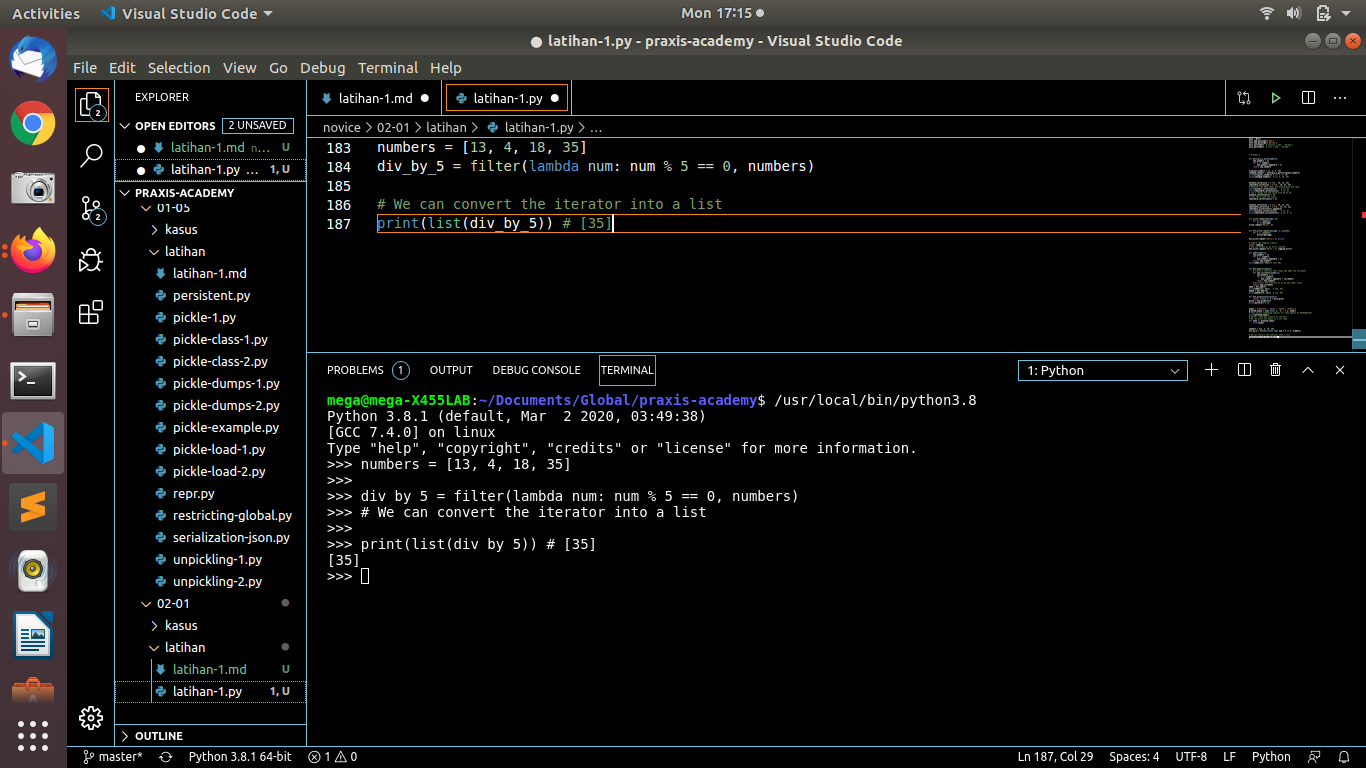 Activities
Visual Studio Code
Mon 17:15
latihan-1.py - praxis-academy - Visual Studio Code
File Edit Selection View Go Debug Terminal Help
EXPLORER
OPEN EDITORS 2 UNSAVED
latihan-1.md n... U
latihan-1.py ... 1, U
PRAXIS-ACADEMY
01-05
kasus
latihan
latihan-1.md
persistent.py
pickle-1.py
pickle-class-1.py
pickle-class-2.py
pickle-dumps-1.py
pickle-dumps-2.py
pickle-example.py
pickle-load-1.py
pickle-load-2.py
repr.py
restricting-global.py
serialization-json.py
unpickling-1.py
unpickling-2.py
02-01
kasus
latihan
latihan-1.md U
latihan-1.py 1, U
OUTLINE
2
2
latihan-1.md
latihan-1.py
novice > 02-01 > latihan > latihan-1.py > ...
183 numbers = [13, 4, 18, 35]
184 div_by_5 = filter(lambda num: num % 5 == 0, numbers)
185
186 # We can convert the iterator into a list
187 print(list(div_by_5)) # [35]
PROBLEMS 1 OUTPUT DEBUG CONSOLE TERMINAL
1: Python
mega@mega-X455LAB:~/Documents/Global/praxis-academy$ /usr/local/bin/python3.8
Python 3.8.1 (default, Mar  2 2020, 03:49:38)
[GCC 7.4.0] on linux
Type "help", "copyright", "credits" or "license" for more information.
>>> numbers = [13, 4, 18, 35]
>>>
>>> div by 5 = filter(lambda num: num % 5 == 0, numbers)
>>> # We can convert the iterator into a list
>>>
>>> print(list(div by 5)) # [35]
[35]
>>>
master* Python 3.8.1 64-bit 1 0
Ln 187, Col 29 Spaces: 4 UTF-8 LF Python